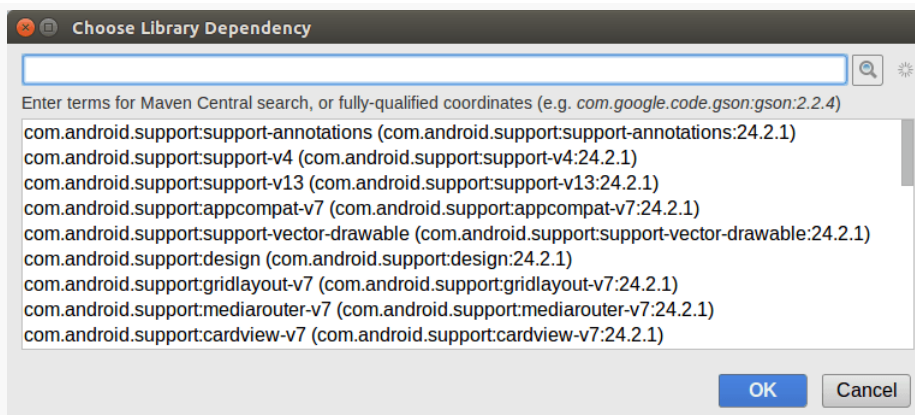 Choose Library Dependency
Enter terms for Maven Central search, or fully-qualified coordinates (e.g. com.google.code.gson:gson:2.2.4)
com.android.support:support-annotations (com.android.support:support-annotations:24.2.1)
com.android.support:support-v4 (com.android.support:support-v4:24.2.1)
com.android.support:support-v13 (com.android.support:support-v13:24.2.1)
com.android.support:appcompat-v7 (com.android.support:appcompat-v7:24.2.1)
com.android.support:support-vector-drawable (com.android.support:support-vector-drawable:24.2.1)
com.android.support:design (com.android.support:design:24.2.1)
com.android.support:gridlayout-v7 (com.android.support:gridlayout-v7:24.2.1)
com.android.support:mediarouter-v7 (com.android.support:mediarouter-v7:24.2.1)
com.android.support:cardview-v7 (com.android.support:cardview-v7:24.2.1)
OK Cancel